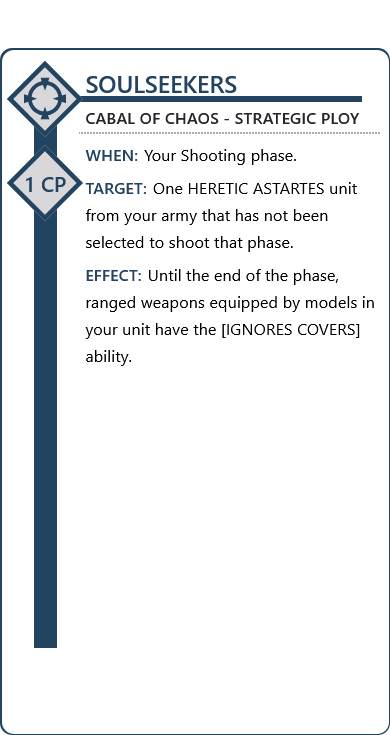 SOULSEEKERS
CABAL OF CHAOS - STRATEGIC PLOY
1 CP
WHEN: Your Shooting phase.
TARGET: One HERETIC ASTARTES unit
from your army that has not been
selected to shoot that phase.
EFFECT: Until the end of the phase,
ranged weapons equipped by models in
your unit have the [IGNORES COVERS]
ability.